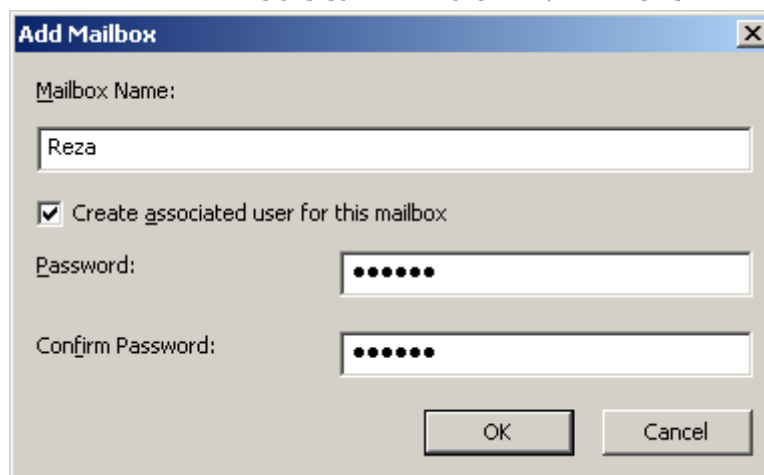 Add Mailbox
Mailbox Name:
Reza
Create associated user for this mailbox
Password:
••••••
Confirm Password:
••••••
OK Cancel